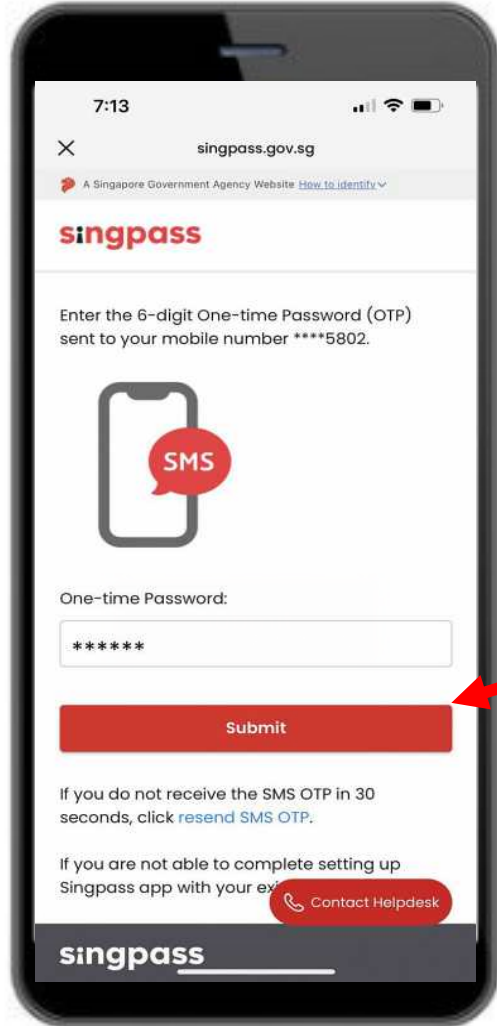 7:13
singpass.gov.sg
A Singapore Government Agency Website How to identify
singpass
Enter the 6-digit One-time Password (OTP)
sent to your mobile number ****5802.
SMS
One-time Password:
******
Submit
If you do not receive the SMS OTP in 30
seconds, click resend SMS OTP.
If you are not able to complete setting up
Singpass app with your
Contact Helpdesk
singpass